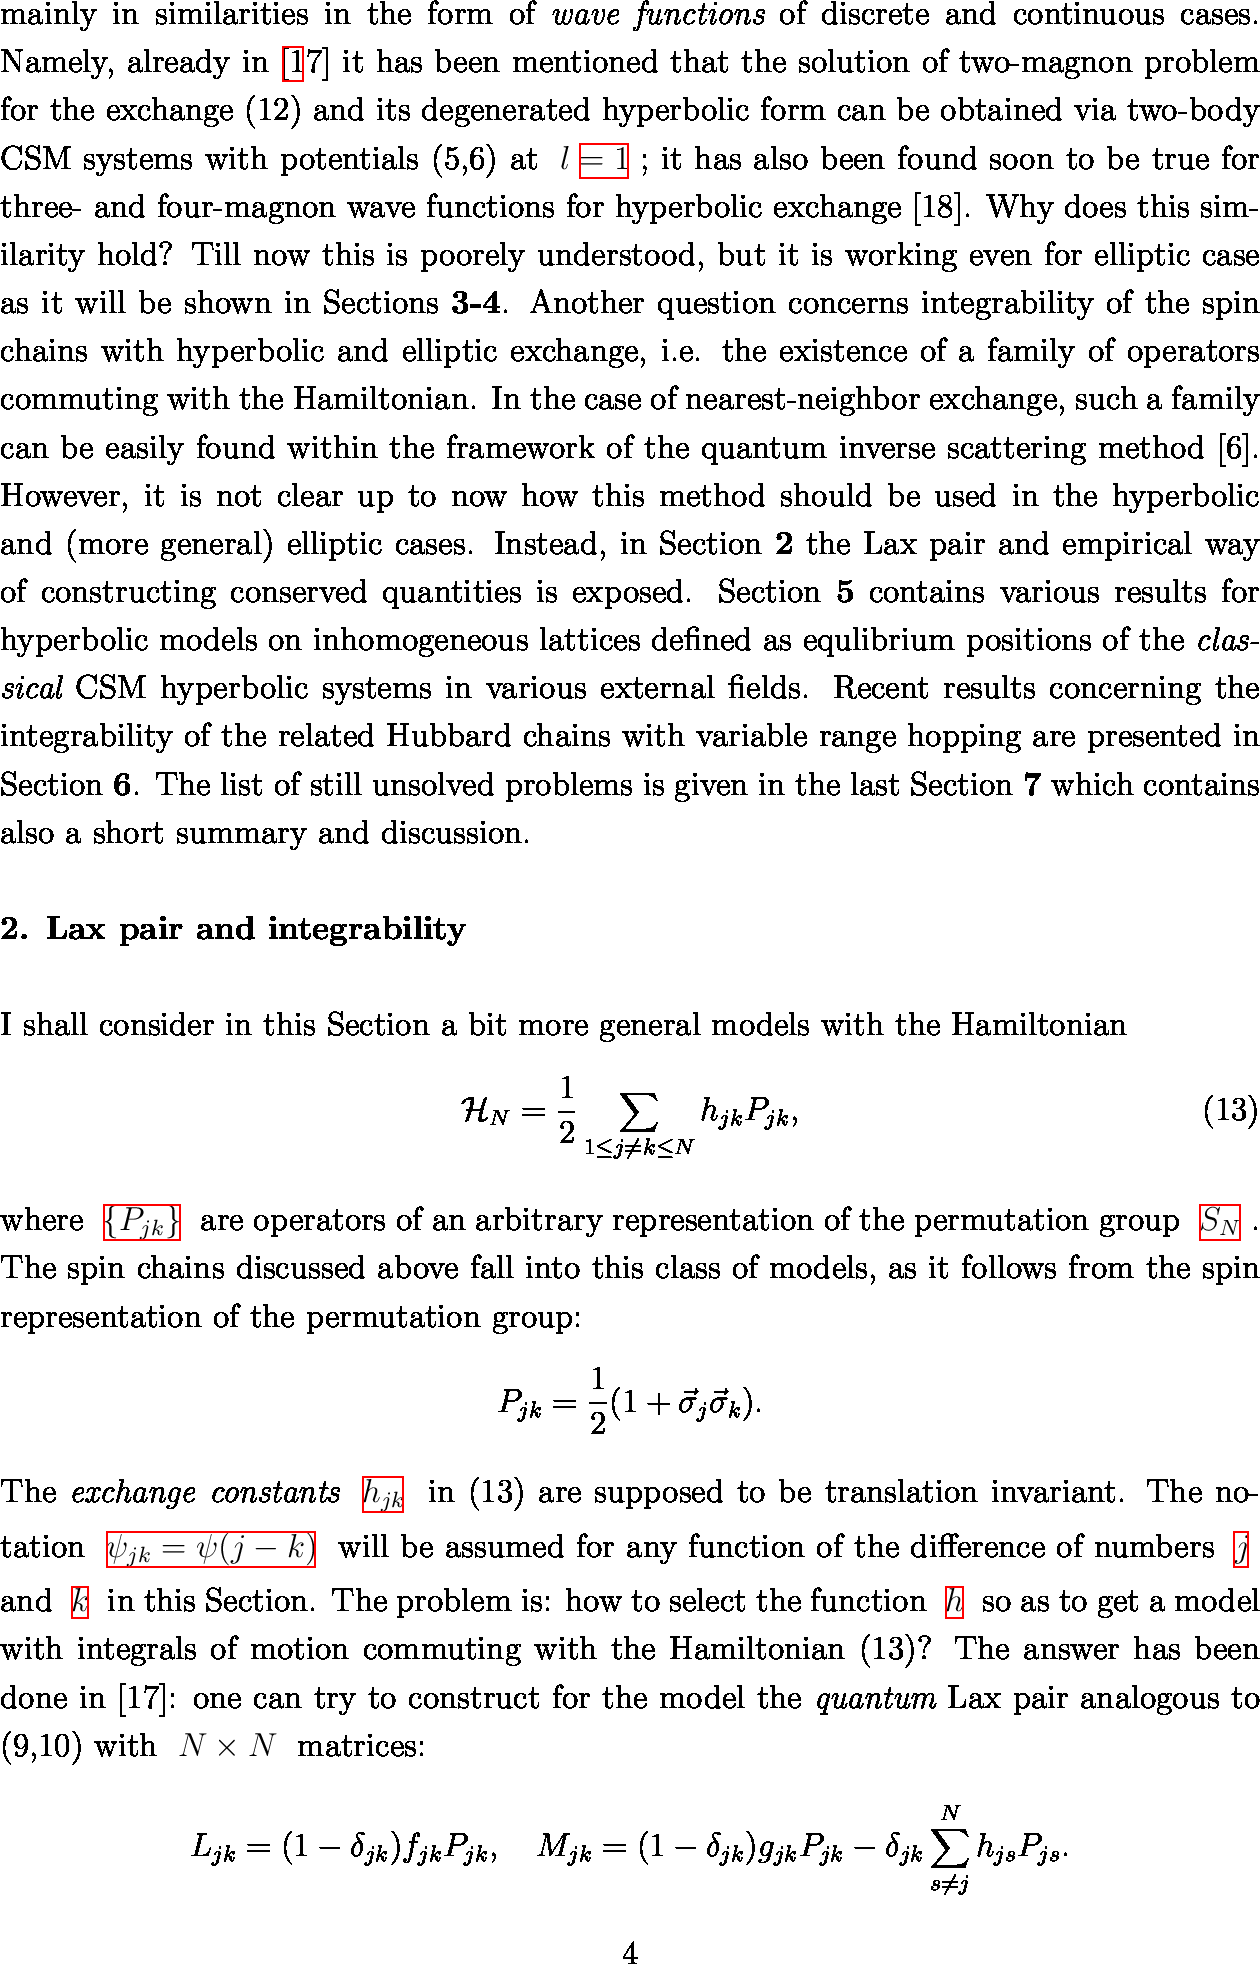 mainly in similarities in the form of wave functions of discrete and continuous cases.
Namely, already in [17] it has been mentioned that the solution of two-magnon problem
for the exchange (12) and its degenerated hyperbolic form can be obtained via two-body
CSM systems with potentials (5,6) at l = 1 ; it has also been found soon to be true for
three- and four-magnon wave functions for hyperbolic exchange [18]. Why does this sim-
ilarity hold? Till now this is poorely understood, but it is working even for elliptic case
as it will be shown in Sections 3-4. Another question concerns integrability of the spin
chains with hyperbolic and elliptic exchange, i.e. the existence of a family of operators
commuting with the Hamiltonian. In the case of nearest-neighbor exchange, such a family
can be easily found within the framework of the quantum inverse scattering method [6].
However, it is not clear up to now how this method should be used in the hyperbolic
and (more general) elliptic cases. Instead, in Section 2 the Lax pair and empirical way
of constructing conserved quantities is exposed. Section 5 contains various results for
hyperbolic models on inhomogeneous lattices defined as equlibrium positions of the clas-
sical CSM hyperbolic systems in various external fields. Recent results concerning the
integrability of the related Hubbard chains with variable range hopping are presented in
Section 6. The list of still unsolved problems is given in the last Section 7 which contains
also a short summary and discussion.
2. Lax pair and integrability
I shall consider in this Section a bit more general models with the Hamiltonian
\mathcal{H}_N = \frac{1}{2} \sum_{1 \le j \ne k \le N} h_{jk} P_{jk}, (13)
where {P_{jk}} are operators of an arbitrary representation of the permutation group S_N .
The spin chains discussed above fall into this class of models, as it follows from the spin
representation of the permutation group:
P_{jk} = \frac{1}{2} (1 + \vec{\sigma}_j \vec{\sigma}_k).
The exchange constants h_{jk} in (13) are supposed to be translation invariant. The no-
tation ψ_{jk} = ψ(j − k) will be assumed for any function of the difference of numbers j
and k in this Section. The problem is: how to select the function h so as to get a model
with integrals of motion commuting with the Hamiltonian (13)? The answer has been
done in [17]: one can try to construct for the model the quantum Lax pair analogous to
(9,10) with N × N matrices:
L_{jk} = (1 − δ_{jk}) f_{jk} P_{jk}, M_{jk} = (1 − δ_{jk}) g_{jk} P_{jk} − δ_{jk} \sum_{s \ne j}^{N} h_{js} P_{js}.
4